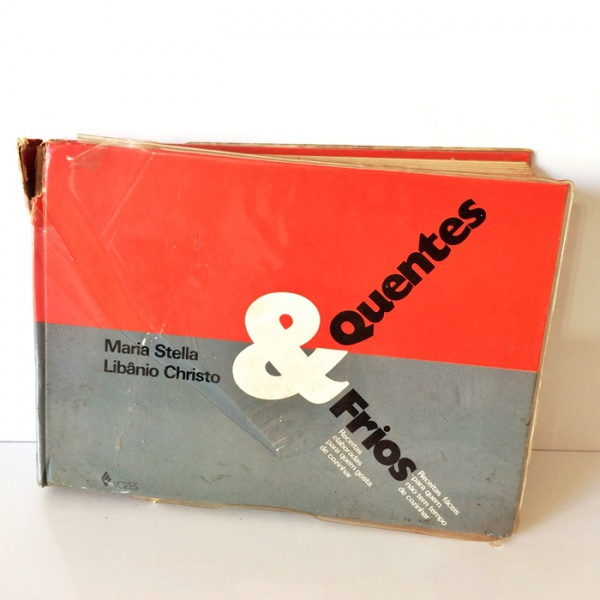 Quentes
&
Frios
Maria Stella
Libânio Christo
Receitas
elaboradas
para quem gosta
de cozinhar
Receitas fáceis
para quem
não tem tempo
de cozinhar
VOZES